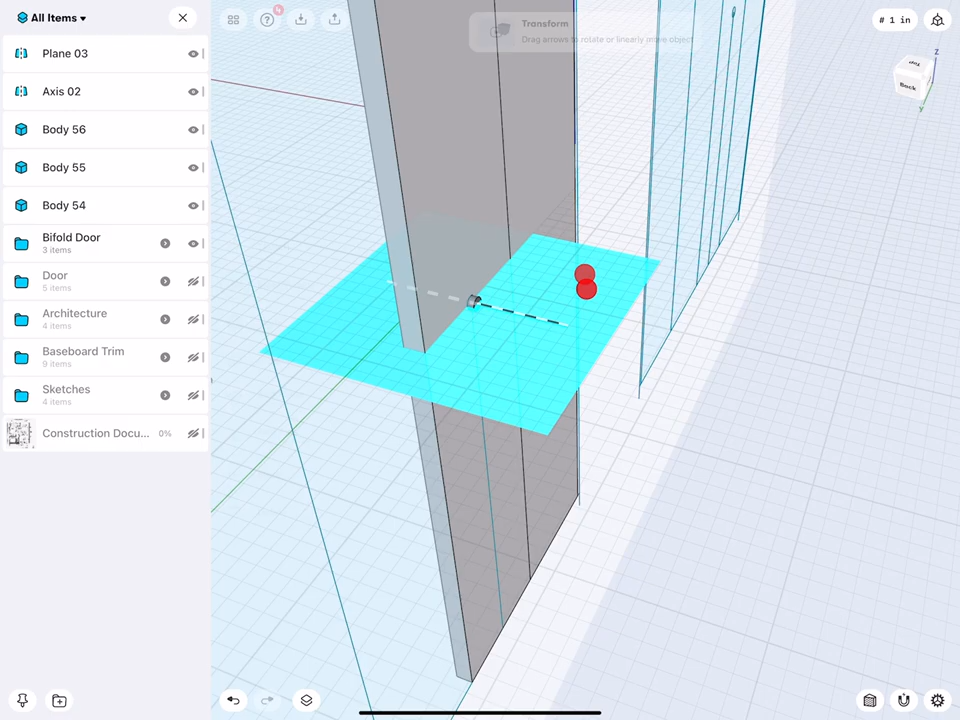 All Items
Transform
Drag arrows to rotate or linearly move object
# 1 in
4
Plane 03
Axis 02
Body 56
Body 55
Body 54
Bifold Door
3 items
Door
5 items
Architecture
4 items
Baseboard Trim
9 items
Sketches
4 items
Construction Docu... 0%
Top
Back
Z
Y